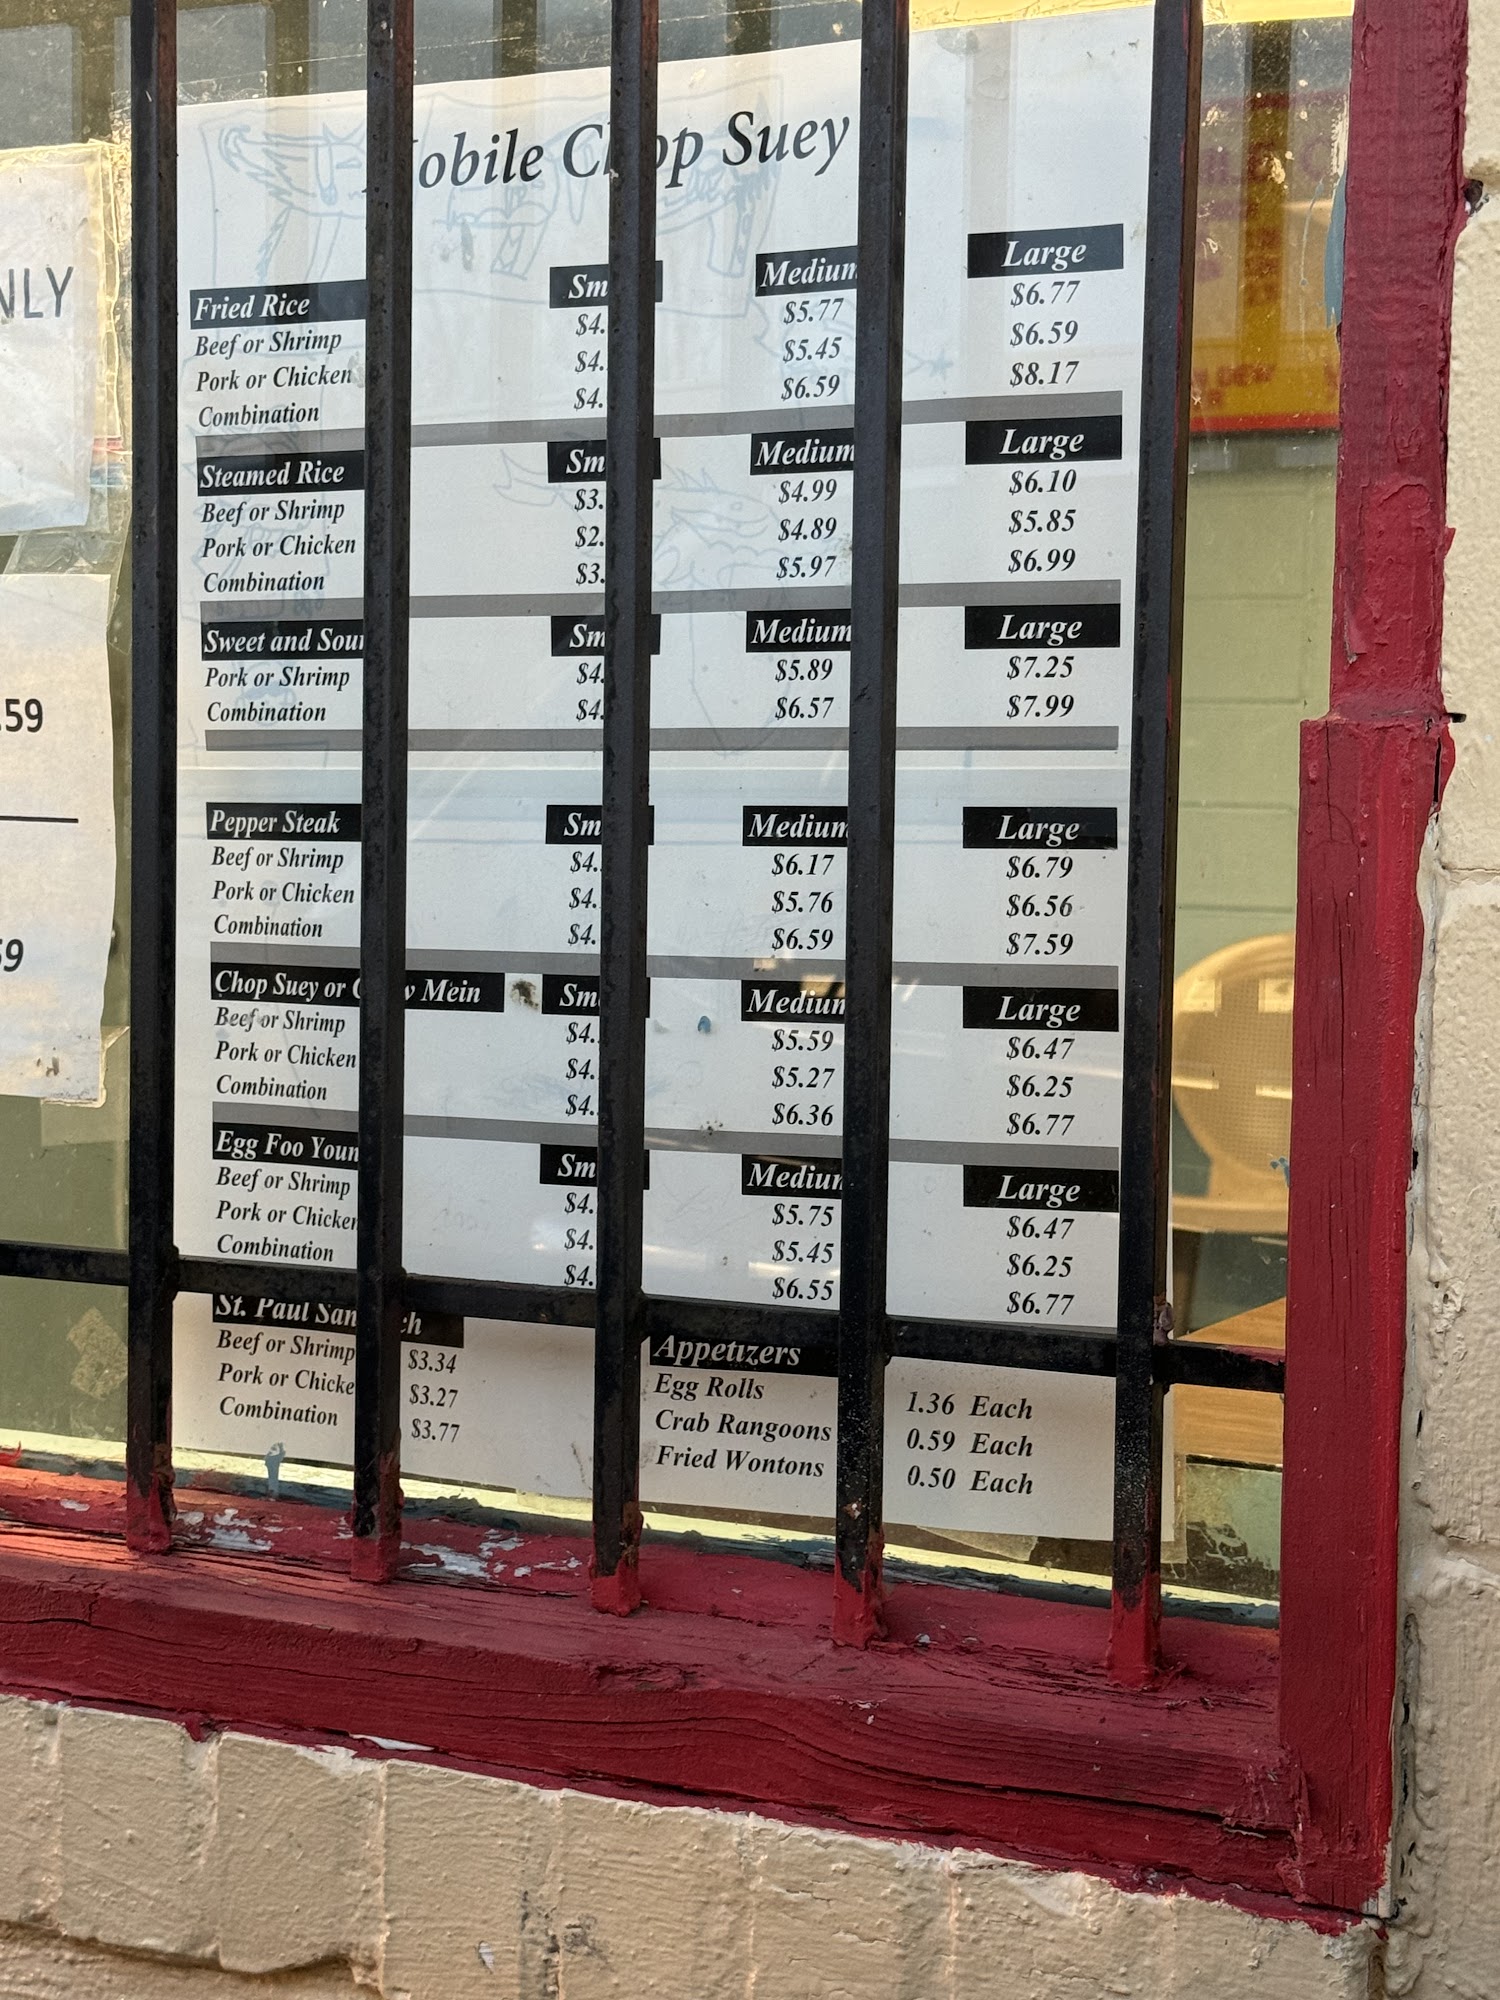 NLY
.59
59
obile Chop Suey
Fried Rice Sm Medium Large
Beef or Shrimp $4. $5.77 $6.77
Pork or Chicken $4. $5.45 $6.59
Combination $4. $6.59 $8.17
Steamed Rice Sm Medium Large
Beef or Shrimp $3. $4.99 $6.10
Pork or Chicken $2. $4.89 $5.85
Combination $3. $5.97 $6.99
Sweet and Sour Sm Medium Large
Pork or Shrimp $4. $5.89 $7.25
Combination $4. $6.57 $7.99
Pepper Steak Sm Medium Large
Beef or Shrimp $4. $6.17 $6.79
Pork or Chicken $4. $5.76 $6.56
Combination $4. $6.59 $7.59
Chop Suey or Chow Mein Sm Medium Large
Beef or Shrimp $4. $5.59 $6.47
Pork or Chicken $4. $5.27 $6.25
Combination $4. $6.36 $6.77
Egg Foo Youn Sm Medium Large
Beef or Shrimp $4. $5.75 $6.47
Pork or Chicken $4. $5.45 $6.25
Combination $4. $6.55 $6.77
St. Paul Sandwich
Beef or Shrimp $3.34
Pork or Chicke $3.27
Combination $3.77
Appetizers
Egg Rolls 1.36 Each
Crab Rangoons 0.59 Each
Fried Wontons 0.50 Each